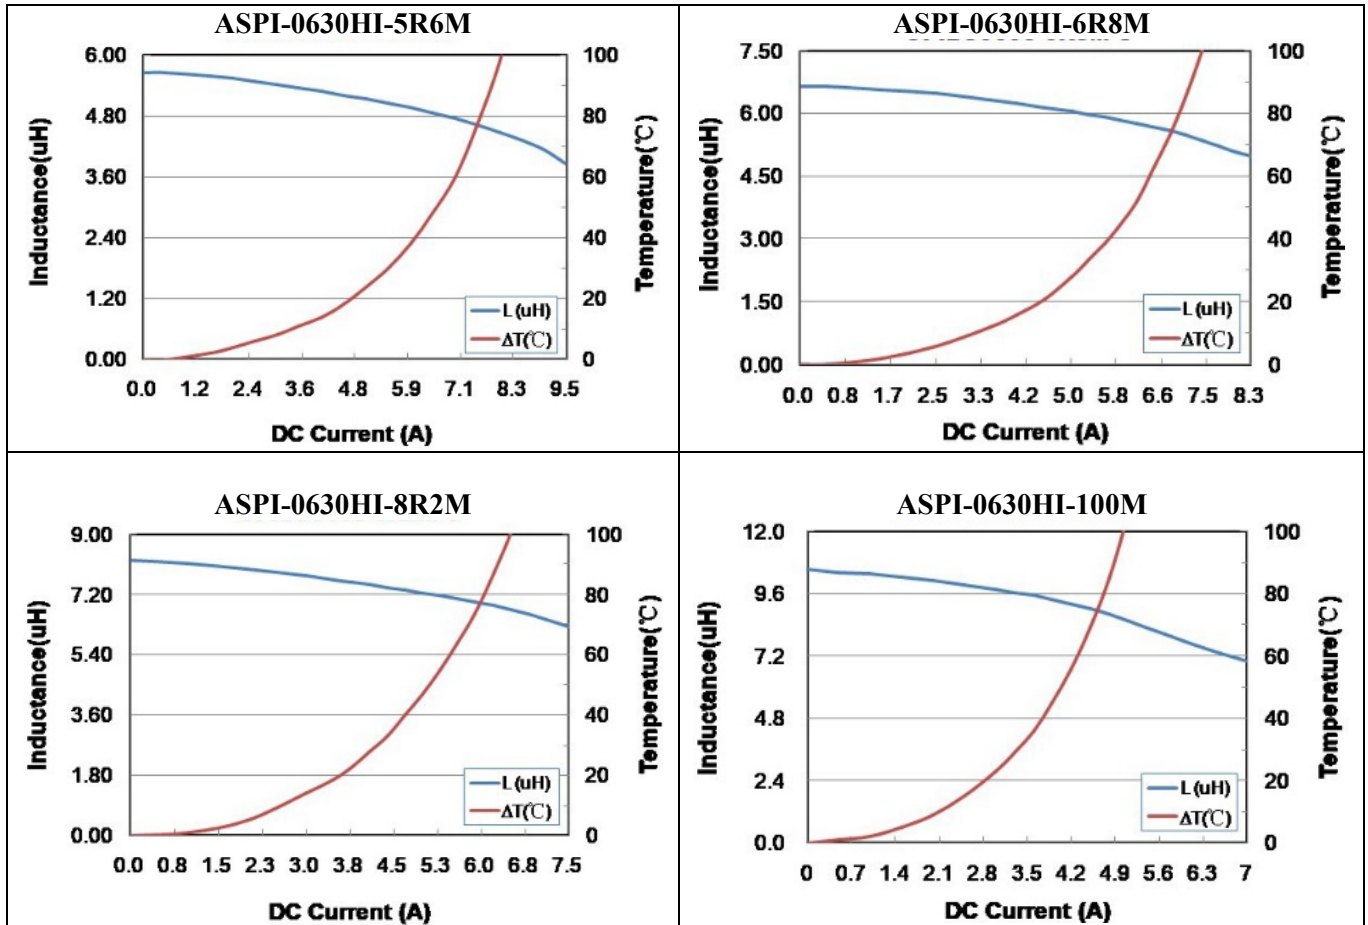 ASPI-0630HI-5R6M
6.00
4.80
3.60
2.40
1.20
0.00
Inductance(uH)
100
80
60
40
20
0
Temperature(℃)
L(uH)
ΔT(℃)
0.0 1.2 2.4 3.6 4.8 5.9 7.1 8.3 9.5
DC Current (A)
ASPI-0630HI-6R8M
7.50
6.00
4.50
3.00
1.50
0.00
Inductance(uH)
100
80
60
40
20
0
Temperature(℃)
L(uH)
ΔT(℃)
0.0 0.8 1.7 2.5 3.3 4.2 5.0 5.8 6.6 7.5 8.3
DC Current (A)
ASPI-0630HI-8R2M
9.00
7.20
5.40
3.60
1.80
0.00
Inductance(uH)
100
80
60
40
20
0
Temperature(℃)
L(uH)
ΔT(℃)
0.0 0.8 1.5 2.3 3.0 3.8 4.5 5.3 6.0 6.8 7.5
DC Current (A)
ASPI-0630HI-100M
12.0
9.6
7.2
4.8
2.4
0.0
Inductance(uH)
100
80
60
40
20
0
Temperature(℃)
L(uH)
ΔT(℃)
0 0.7 1.4 2.1 2.8 3.5 4.2 4.9 5.6 6.3 7
DC Current (A)